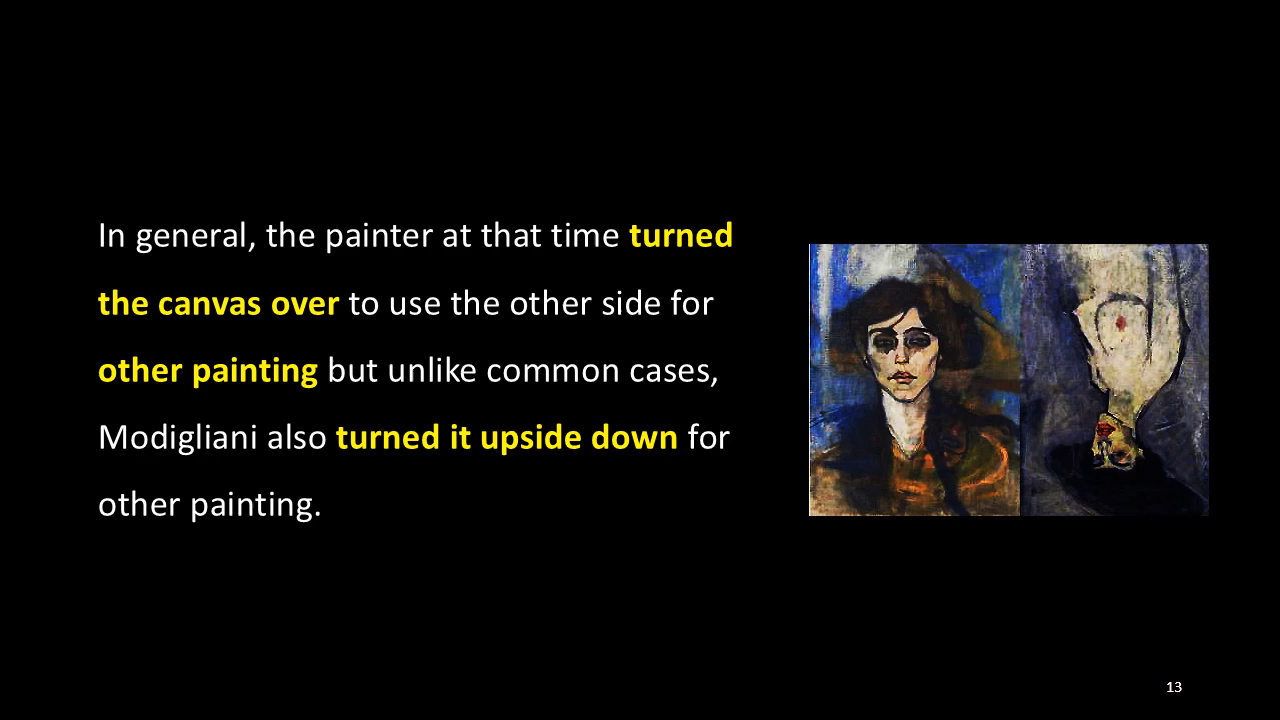 In general, the painter at that time turned
the canvas over to use the other side for
other painting but unlike common cases,
Modigliani also turned it upside down for
other painting.
13